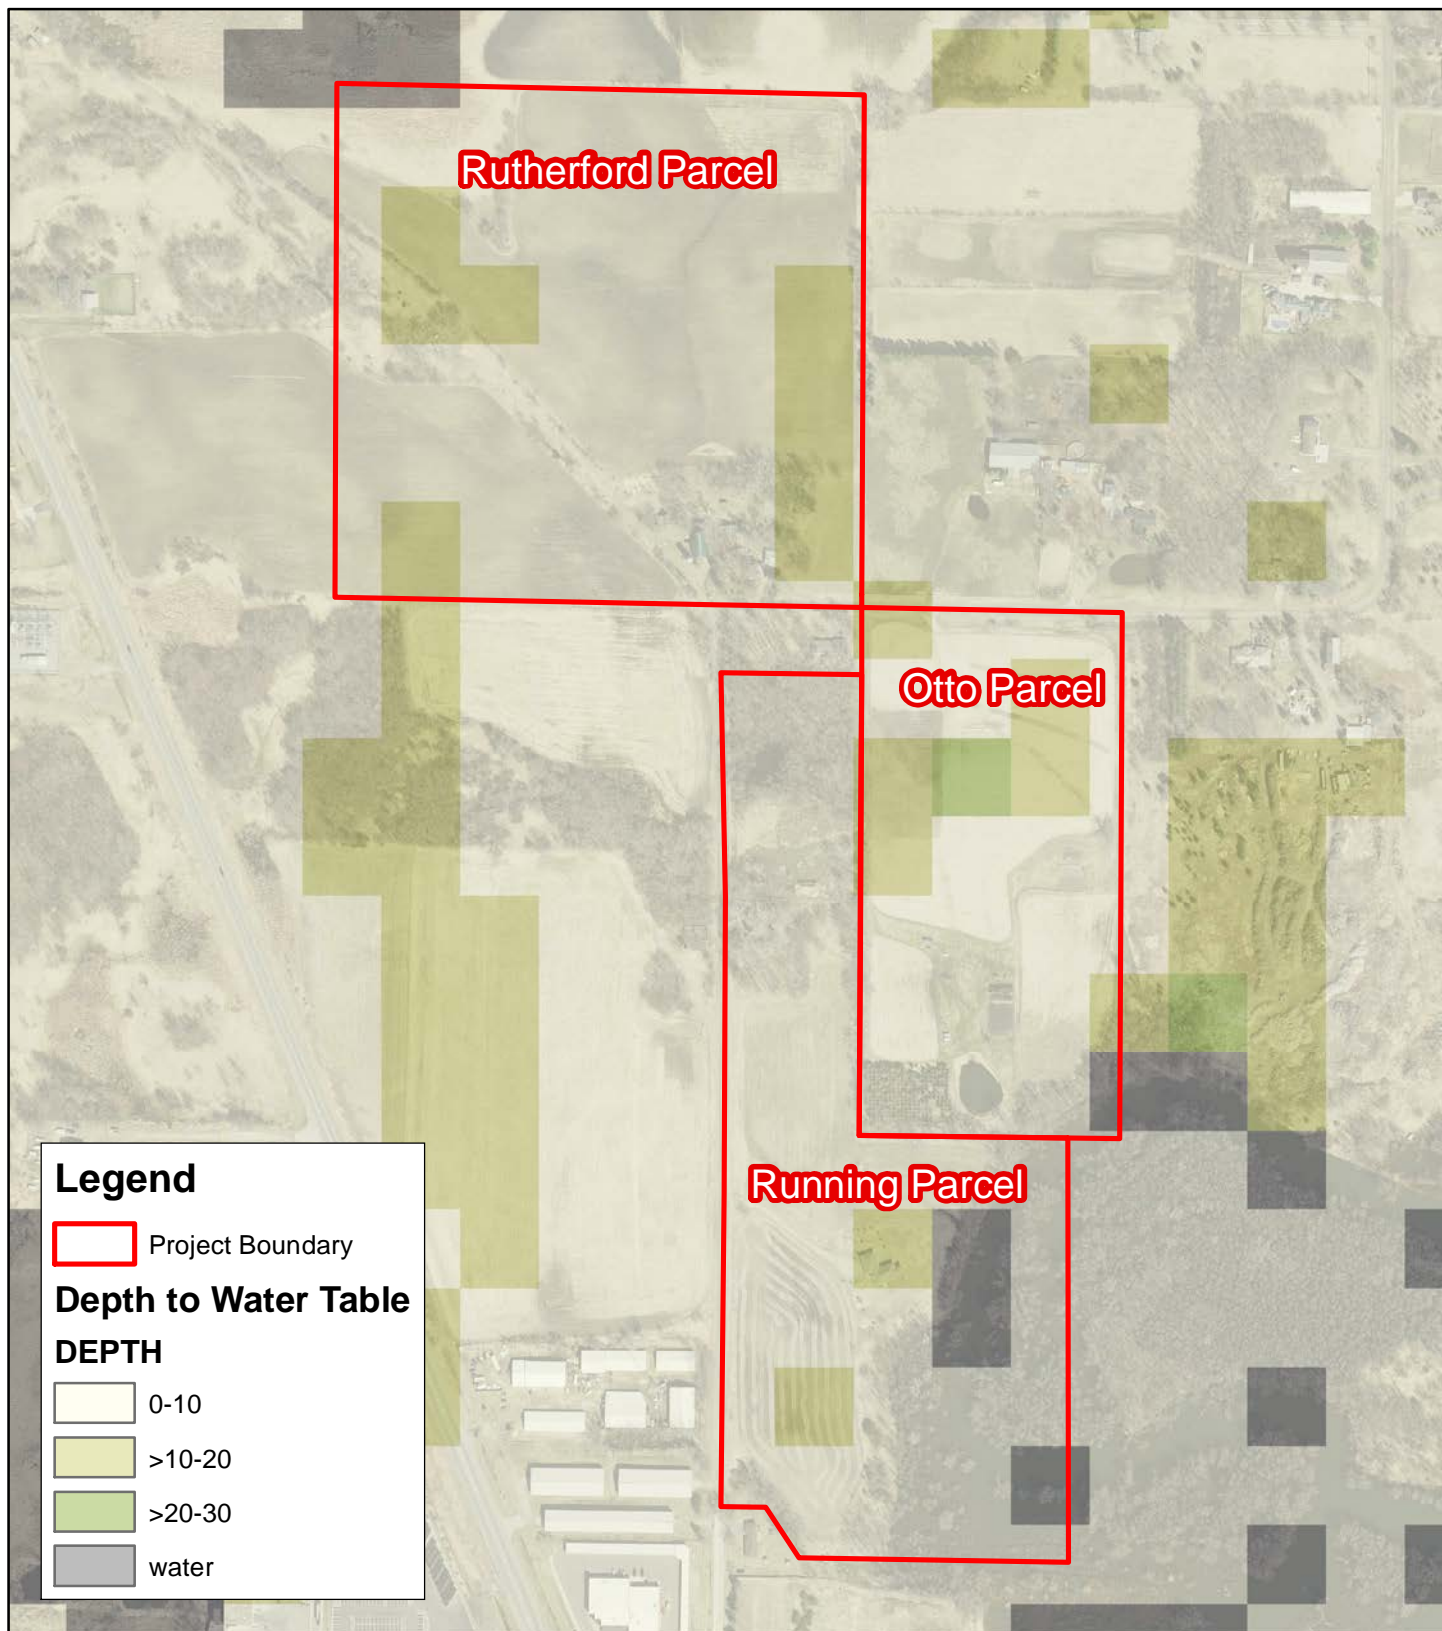 Rutherford Parcel
Otto Parcel
Running Parcel
Legend
Project Boundary
Depth to Water Table
DEPTH
0-10
>10-20
>20-30
water